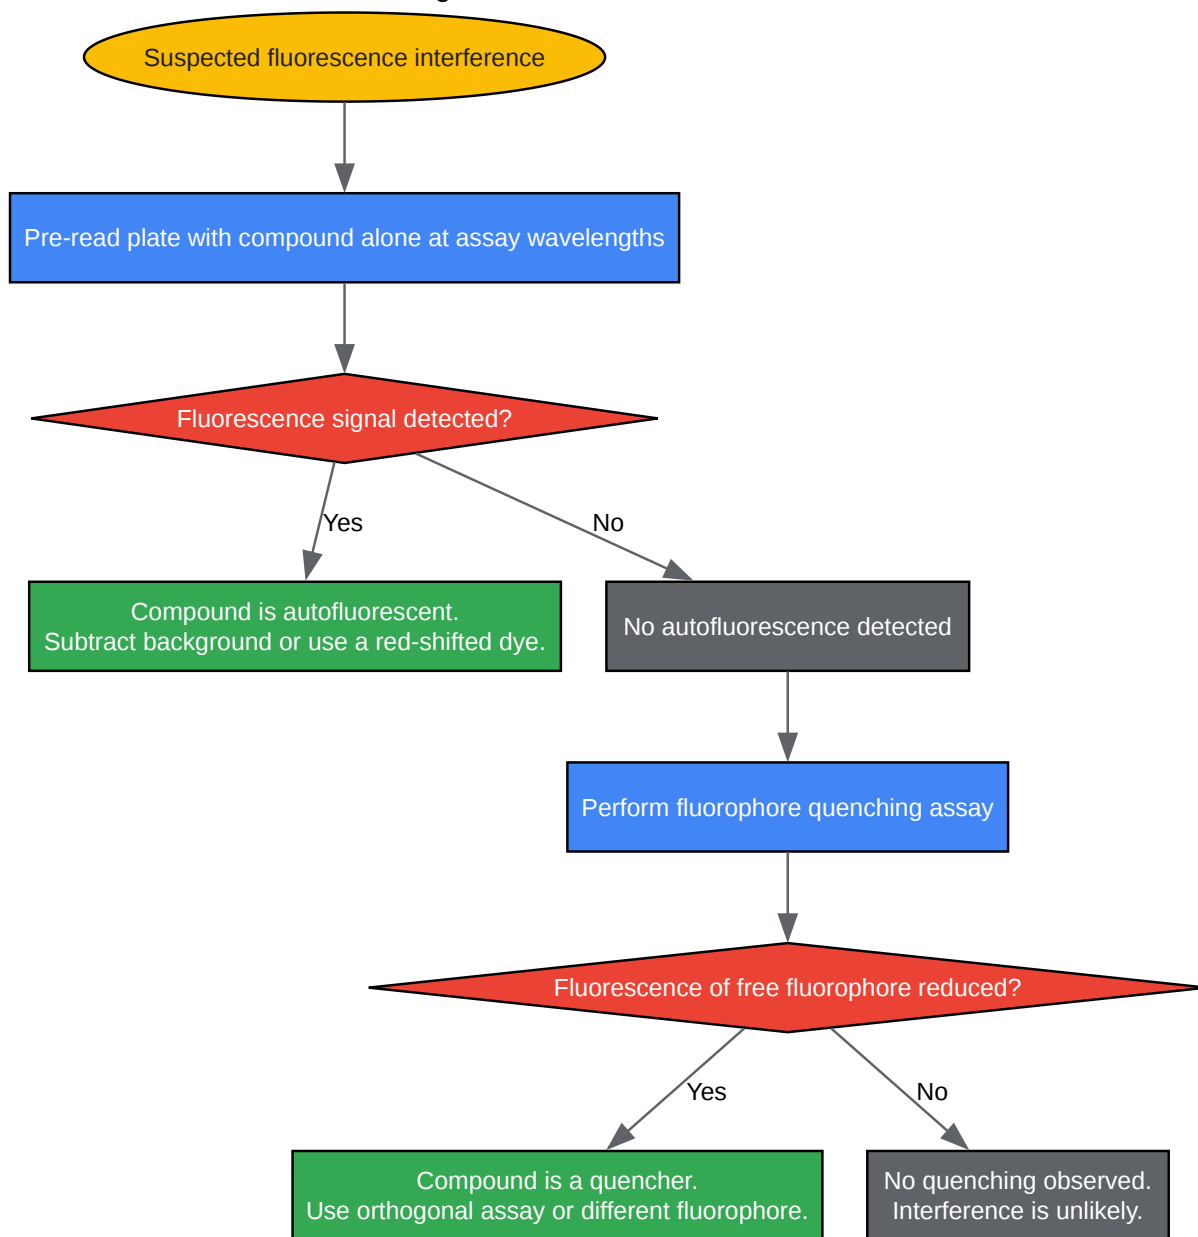 Suspected fluorescence interference
Pre-read plate with compound alone at assay wavelengths
Fluorescence signal detected?
Yes
No
Compound is autofluorescent.
Subtract background or use a red-shifted dye.
No autofluorescence detected
Perform fluorophore quenching assay
Fluorescence of free fluorophore reduced?
Yes
No
Compound is a quencher.
Use orthogonal assay or different fluorophore.
No quenching observed.
Interference is unlikely.